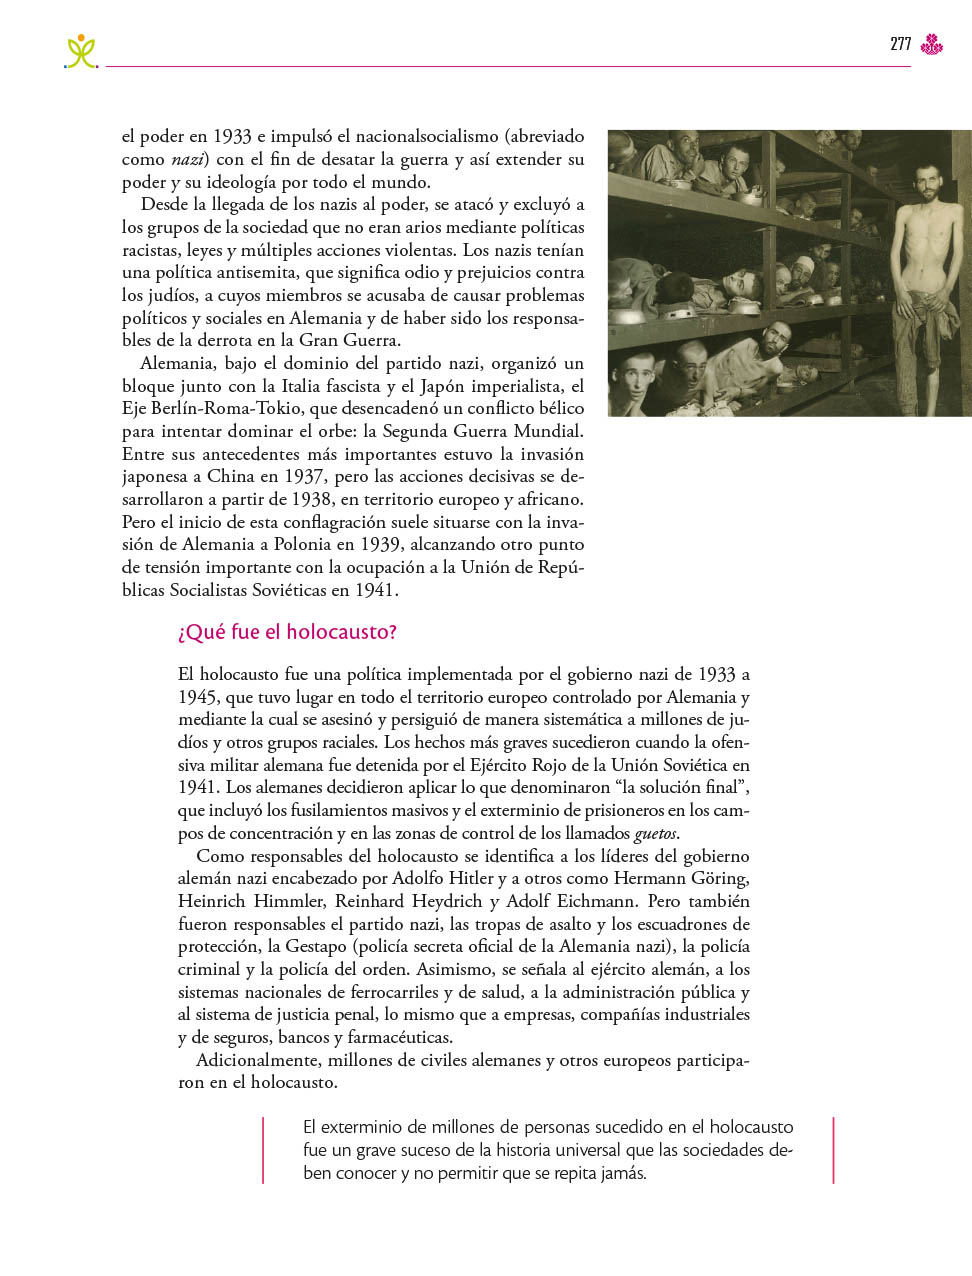 277
el poder en 1933 e impulsó el nacionalsocialismo (abreviado
como nazi) con el fin de desatar la guerra y así extender su
poder y su ideología por todo el mundo.
Desde la llegada de los nazis al poder, se atacó y excluyó a
los grupos de la sociedad que no eran arios mediante políticas
racistas, leyes y múltiples acciones violentas. Los nazis tenían
una política antisemita, que significa odio y prejuicios contra
los judíos, a cuyos miembros se acusaba de causar problemas
políticos y sociales en Alemania y de haber sido los responsa-
bles de la derrota en la Gran Guerra.
Alemania, bajo el dominio del partido nazi, organizó un
bloque junto con la Italia fascista y el Japón imperialista, el
Eje Berlín-Roma-Tokio, que desencadenó un conflicto bélico
para intentar dominar el orbe: la Segunda Guerra Mundial.
Entre sus antecedentes más importantes estuvo la invasión
japonesa a China en 1937, pero las acciones decisivas se de-
sarrollaron a partir de 1938, en territorio europeo y africano.
Pero el inicio de esta conflagración suele situarse con la inva-
sión de Alemania a Polonia en 1939, alcanzando otro punto
de tensión importante con la ocupación a la Unión de Repú-
blicas Socialistas Soviéticas en 1941.
¿Qué fue el holocausto?
El holocausto fue una política implementada por el gobierno nazi de 1933 a
1945, que tuvo lugar en todo el territorio europeo controlado por Alemania y
mediante la cual se asesinó y persiguió de manera sistemática a millones de ju-
díos y otros grupos raciales. Los hechos más graves sucedieron cuando la ofen-
siva militar alemana fue detenida por el Ejército Rojo de la Unión Soviética en
1941. Los alemanes decidieron aplicar lo que denominaron “la solución final”,
que incluyó los fusilamientos masivos y el exterminio de prisioneros en los cam-
pos de concentración y en las zonas de control de los llamados guetos.
Como responsables del holocausto se identifica a los líderes del gobierno
alemán nazi encabezado por Adolfo Hitler y a otros como Hermann Göring,
Heinrich Himmler, Reinhard Heydrich y Adolf Eichmann. Pero también
fueron responsables el partido nazi, las tropas de asalto y los escuadrones de
protección, la Gestapo (policía secreta oficial de la Alemania nazi), la policía
criminal y la policía del orden. Asimismo, se señala al ejército alemán, a los
sistemas nacionales de ferrocarriles y de salud, a la administración pública y
al sistema de justicia penal, lo mismo que a empresas, compañías industriales
y de seguros, bancos y farmacéuticas.
Adicionalmente, millones de civiles alemanes y otros europeos participa-
ron en el holocausto.
El exterminio de millones de personas sucedido en el holocausto
fue un grave suceso de la historia universal que las sociedades de-
ben conocer y no permitir que se repita jamás.